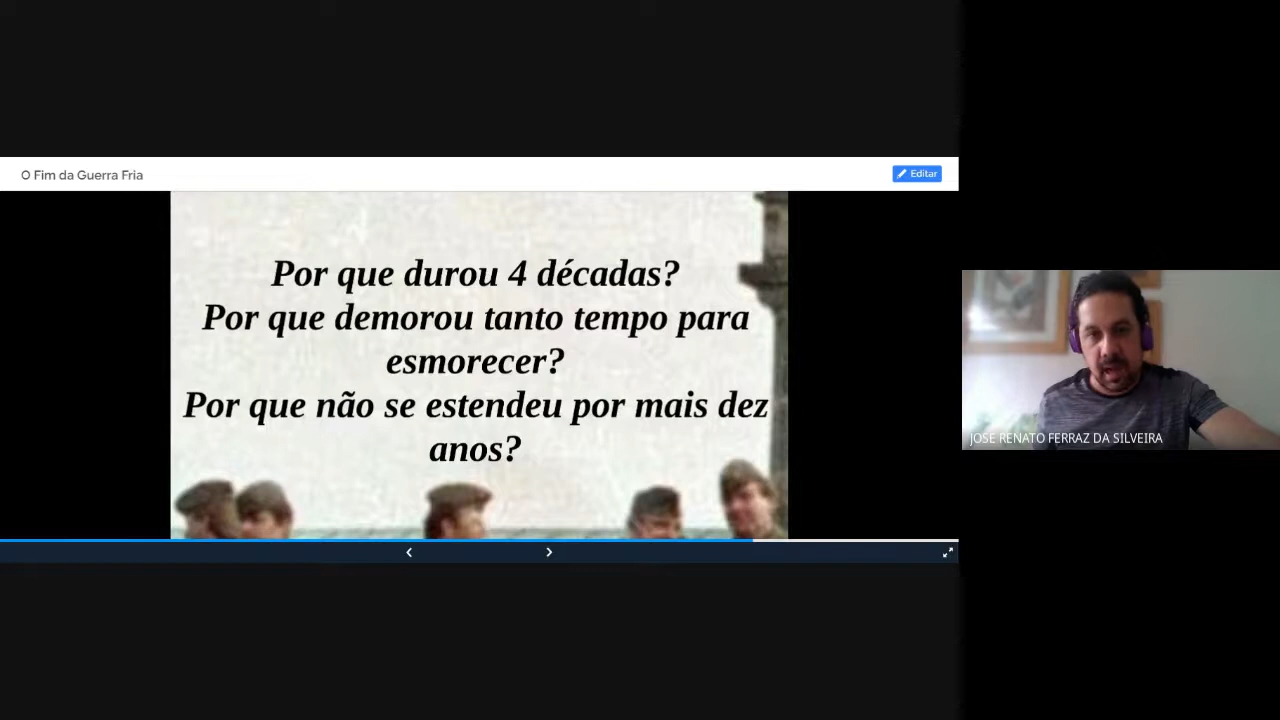 O Fim da Guerra Fria
Editar
Por que durou 4 décadas?
Por que demorou tanto tempo para
esmorecer?
Por que não se estendeu por mais dez
anos?
JOSE RENATO FERRAZ DA SILVEIRA